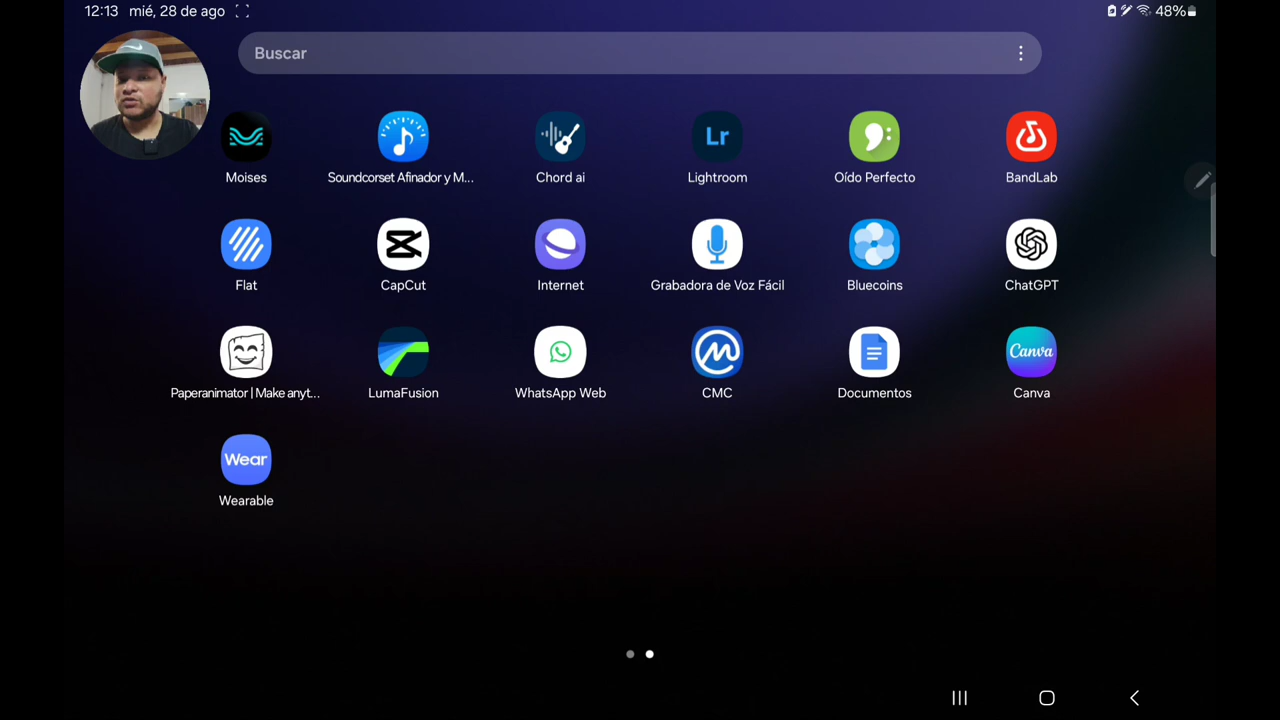 12:13 mié, 28 de ago 48%
Buscar
Moises Soundcorset Afinador y M... Chord ai Lr Lightroom Oído Perfecto BandLab
Flat CapCut Internet Grabadora de Voz Fácil Bluecoins ChatGPT
Paperanimator | Make anyt... LumaFusion WhatsApp Web CMC Documentos Canva Canva
Wear
Wearable